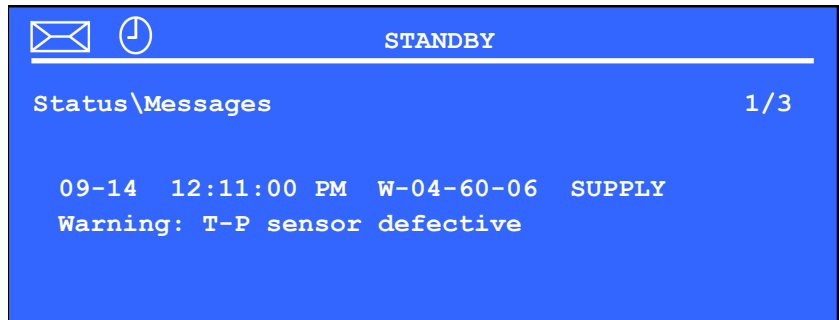 STANDBY
Status\Messages 1/3
09-14 12:11:00 PM W-04-60-06 SUPPLY
Warning: T-P sensor defective